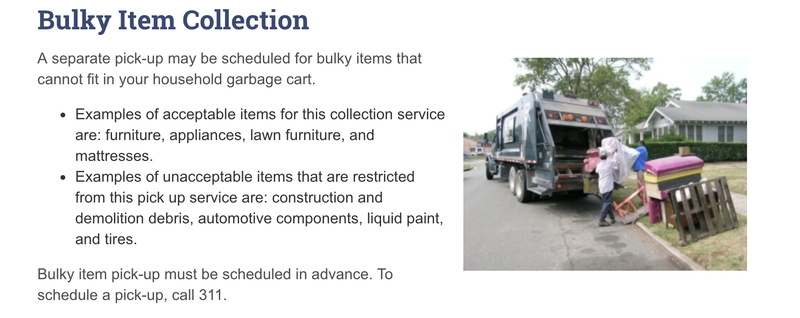 Bulky Item Collection
A separate pick-up may be scheduled for bulky items that
cannot fit in your household garbage cart.
• Examples of acceptable items for this collection service
are: furniture, appliances, lawn furniture, and
mattresses.
• Examples of unacceptable items that are restricted
from this pick up service are: construction and
demolition debris, automotive components, liquid paint,
and tires.
Bulky item pick-up must be scheduled in advance. To
schedule a pick-up, call 311.